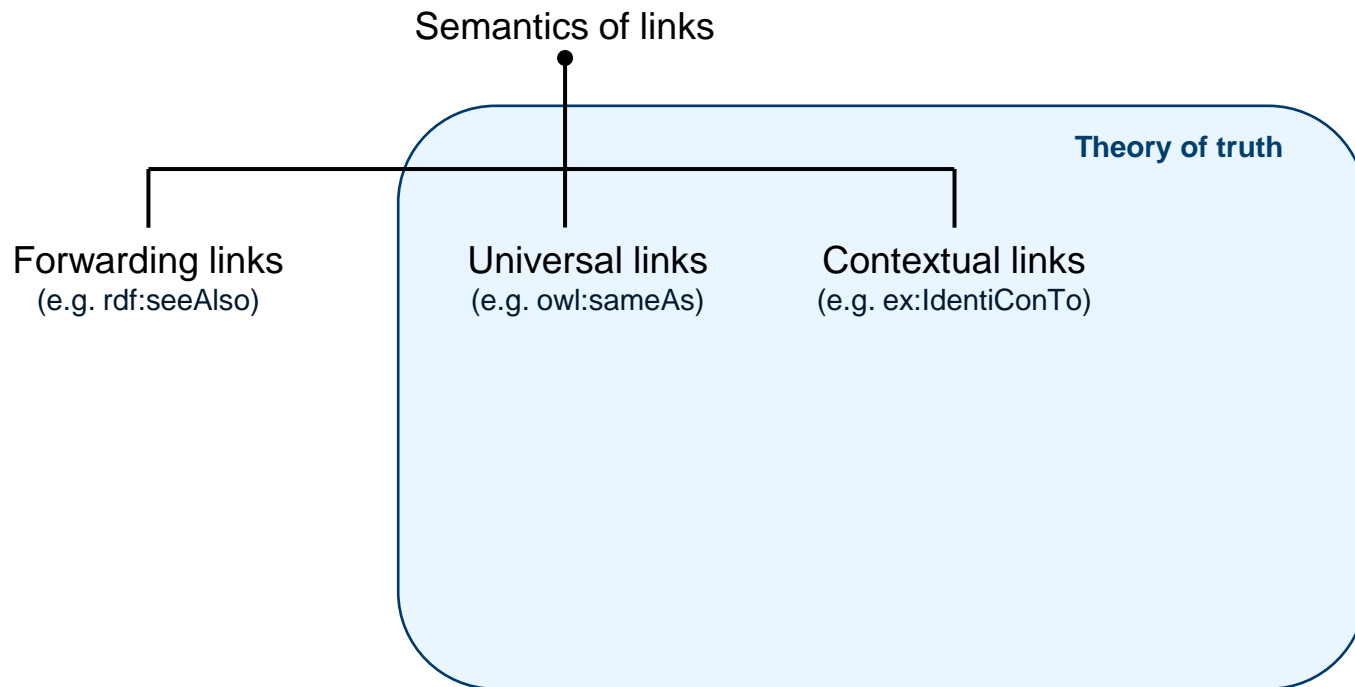 Semantics of links
Theory of truth
Forwarding links
(e.g. rdf:seeAlso)
Universal links
(e.g. owl:sameAs)
Contextual links
(e.g. ex:IdentiConTo)